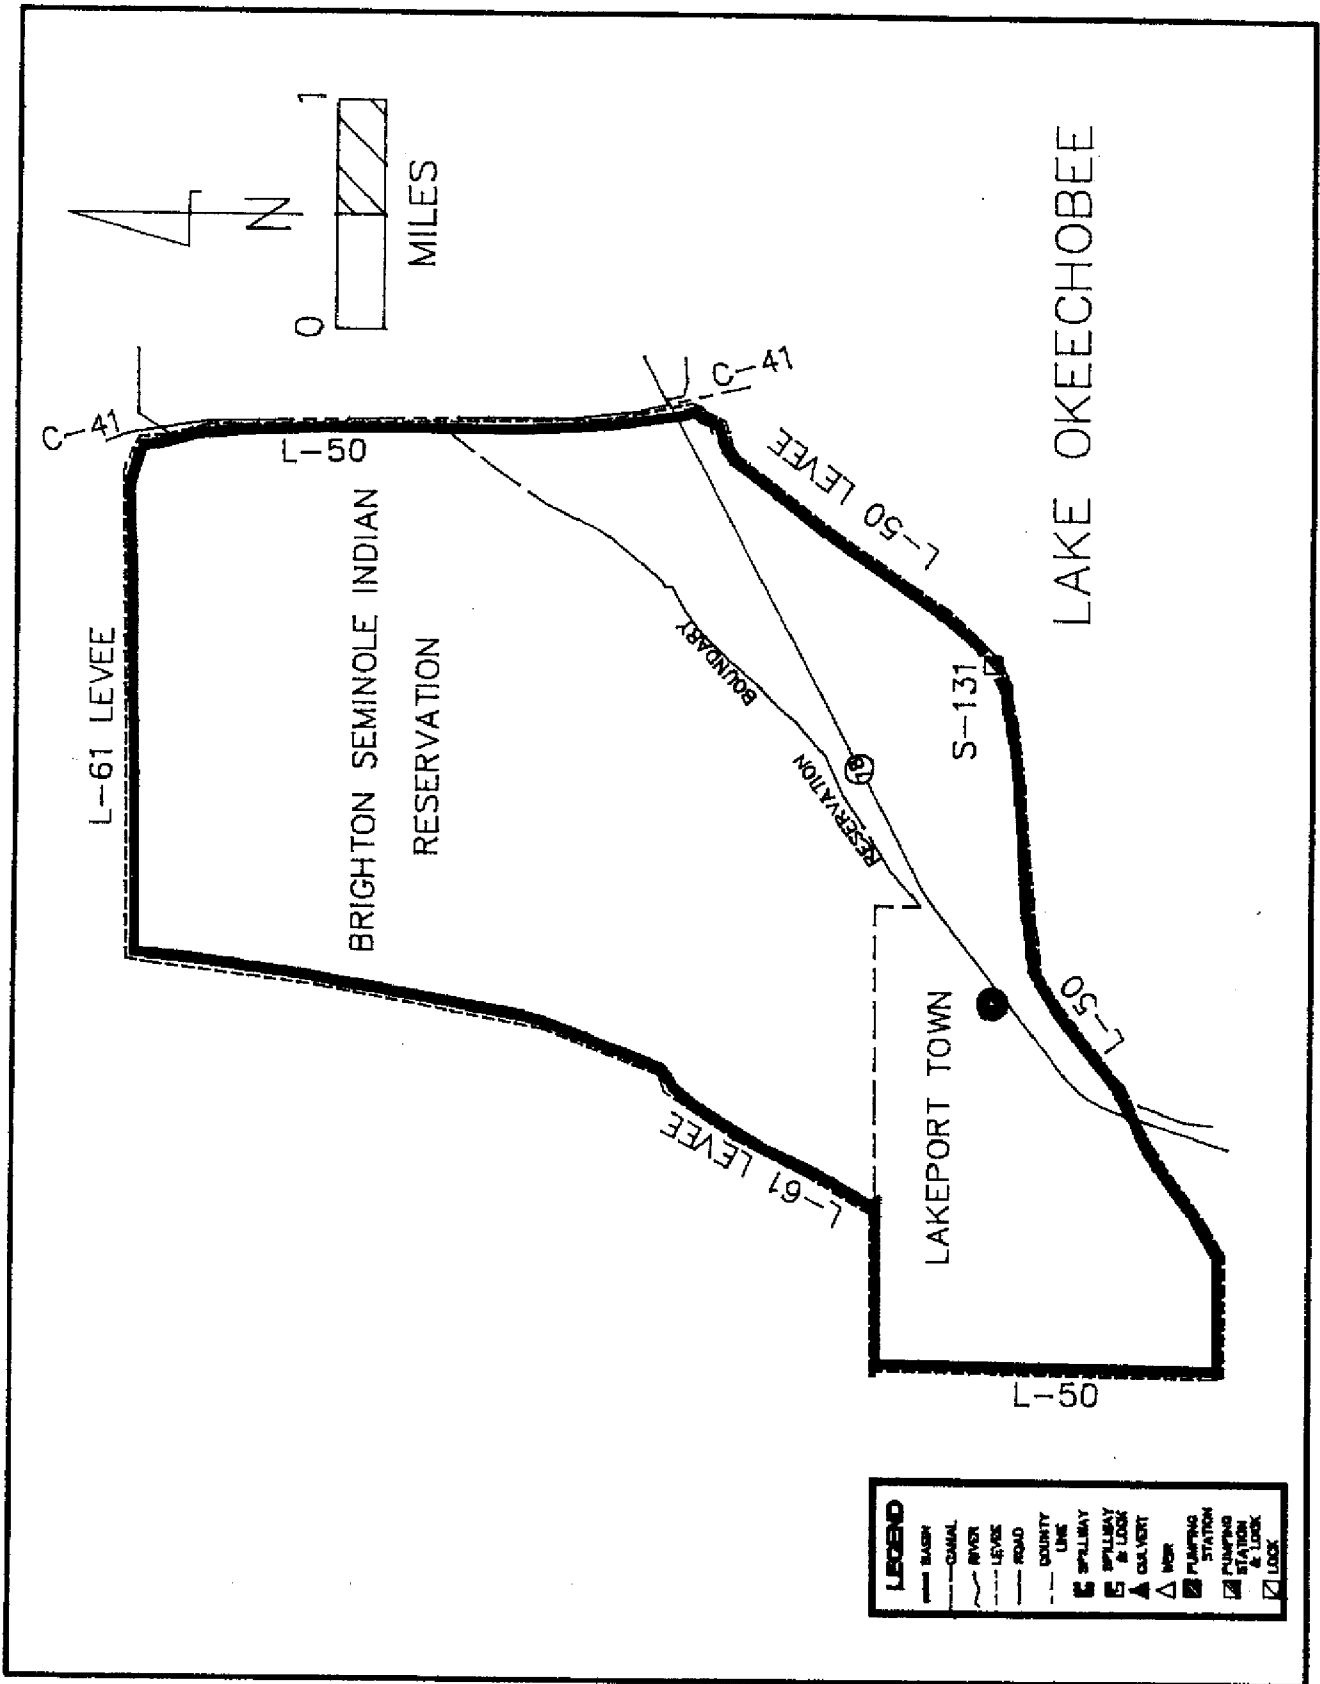 0
1
MILES
N
C-41
C-41
L-50
L-61 LEVEE
BRIGHTON SEMINOLE INDIAN
RESERVATION
L-50 LEVEE
LAKE OKEECHOBEE
BOUNDARY
RESERVATION
78
S-131
L-61 LEVEE
LAKEPORT TOWN
L-50
L-50
LEGEND
BASIN
CANAL
RIVER
LEVEE
ROAD
COUNTY
LINE
SPILLWAY
SPILLWAY
& LOCK
CULVERT
WEIR
PUMPING
STATION
PUMPING
STATION
& LOCK
LOCK